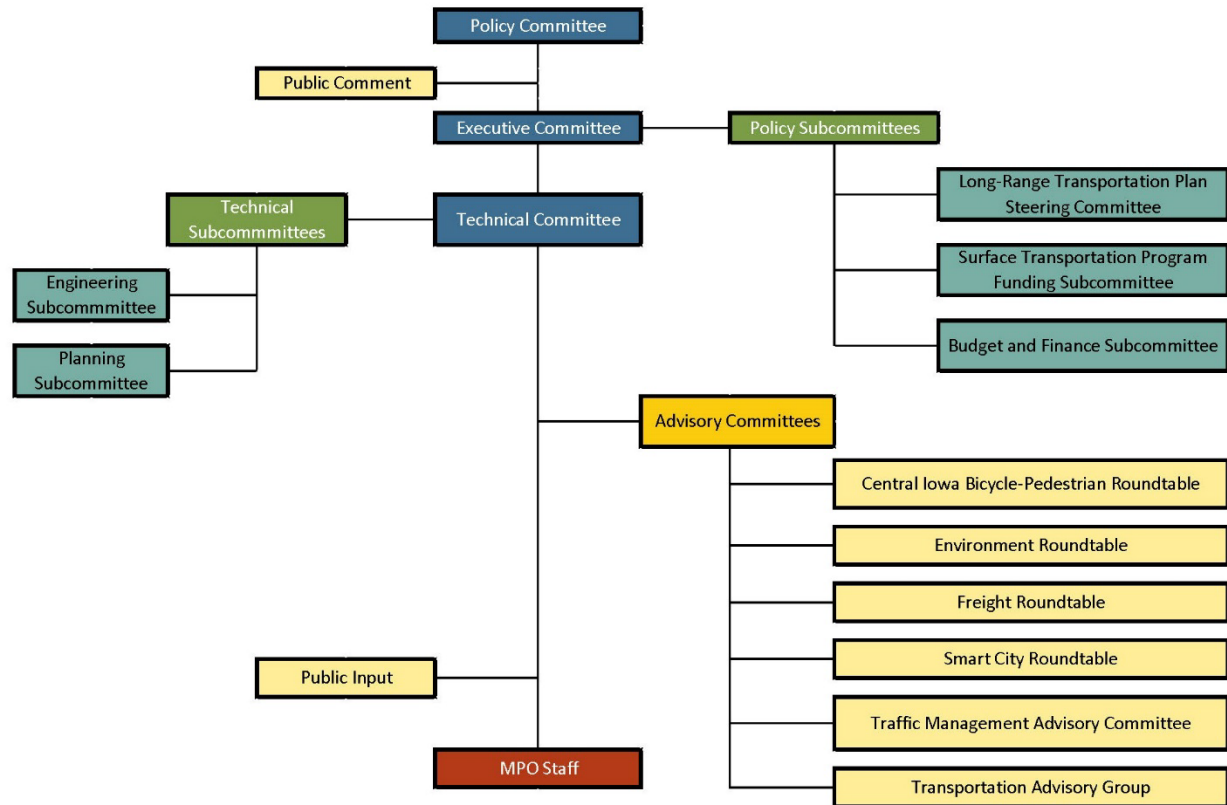 Policy Committee
Public Comment
Executive Committee
Policy Subcommittees
Long-Range Transportation Plan
Steering Committee
Technical
Subcommmittees
Technical Committee
Surface Transportation Program
Funding Subcommittee
Engineering
Subcommmittee
Budget and Finance Subcommittee
Planning
Subcommittee
Advisory Committees
Central Iowa Bicycle-Pedestrian Roundtable
Environment Roundtable
Freight Roundtable
Smart City Roundtable
Public Input
Traffic Management Advisory Committee
MPO Staff
Transportation Advisory Group